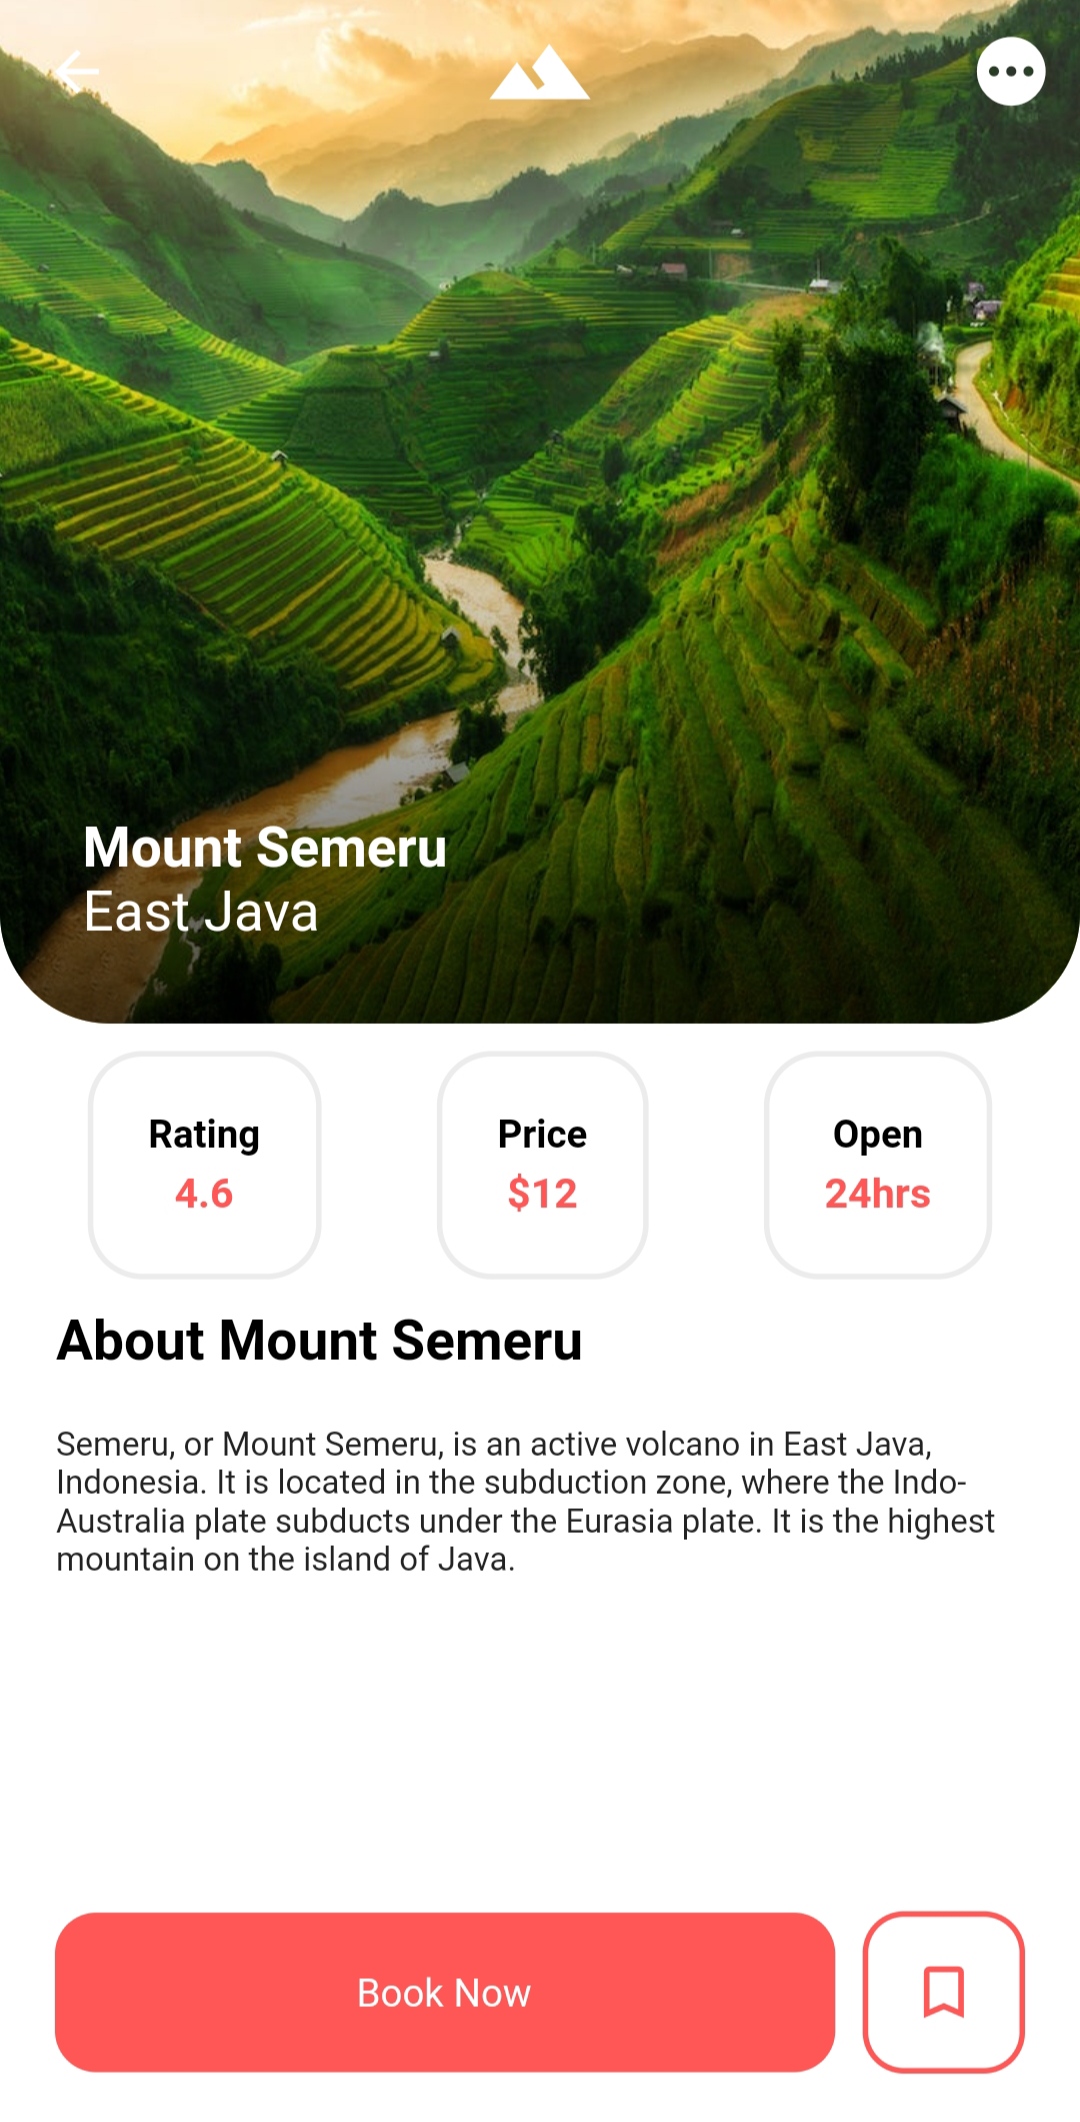 Mount Semeru
East Java
Rating
4.6
Price
$12
Open
24hrs
About Mount Semeru
Semeru, or Mount Semeru, is an active volcano in East Java,
Indonesia. It is located in the subduction zone, where the Indo-
Australia plate subducts under the Eurasia plate. It is the highest
mountain on the island of Java.
Book Now